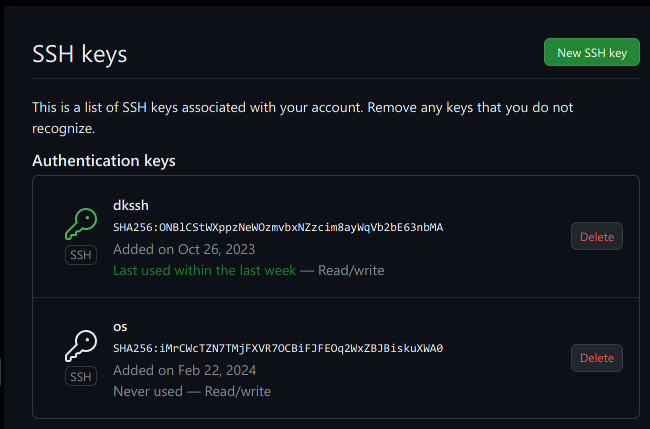 SSH keys
New SSH key
This is a list of SSH keys associated with your account. Remove any keys that you do not
recognize.
Authentication keys
dkssh
SHA256:ONBlCStWXppzNeWOzmvbxNZzcim8ayWqVb2bE63nbMA
SSH
Added on Oct 26, 2023
Last used within the last week — Read/write
Delete
os
SHA256:iMrCWcTZN7TMjFXVR7OCBiFJFEOq2WxZBJBiskuXWA0
SSH
Added on Feb 22, 2024
Never used — Read/write
Delete